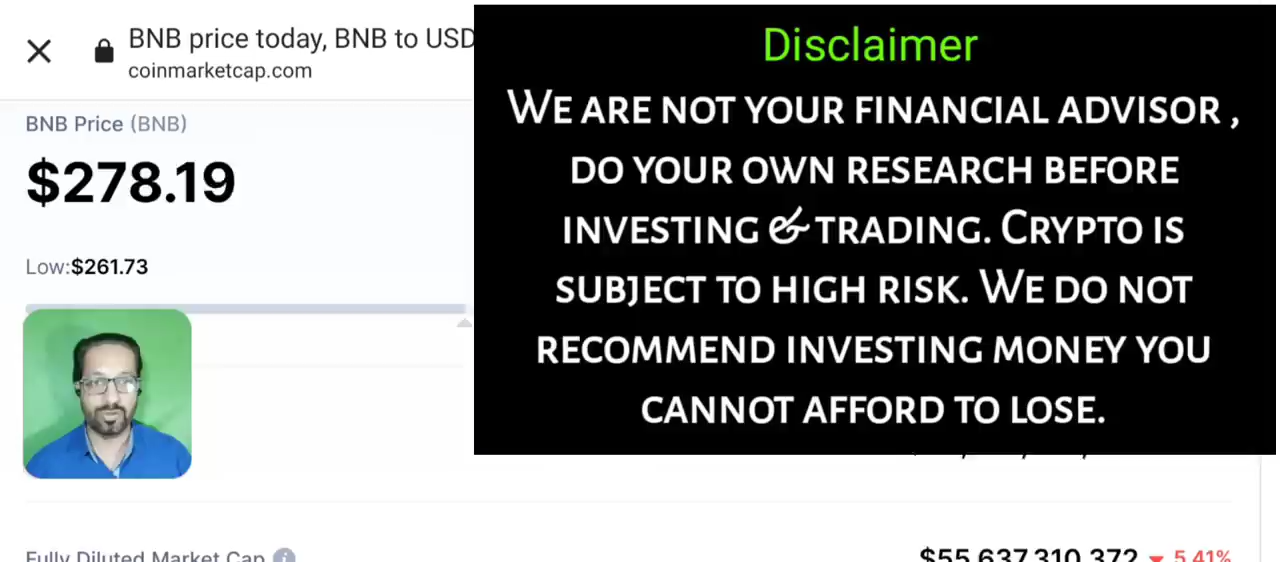 BNB price today, BNB to USD
coinmarketcap.com
BNB Price (BNB)
$278.19
Low:$261.73
Disclaimer
WE ARE NOT YOUR FINANCIAL ADVISOR ,
DO YOUR OWN RESEARCH BEFORE
INVESTING & TRADING. CRYPTO IS
SUBJECT TO HIGH RISK. WE DO NOT
RECOMMEND INVESTING MONEY YOU
CANNOT AFFORD TO LOSE.
Fully Diluted Market Cap
$55,637,310,372 5.41%